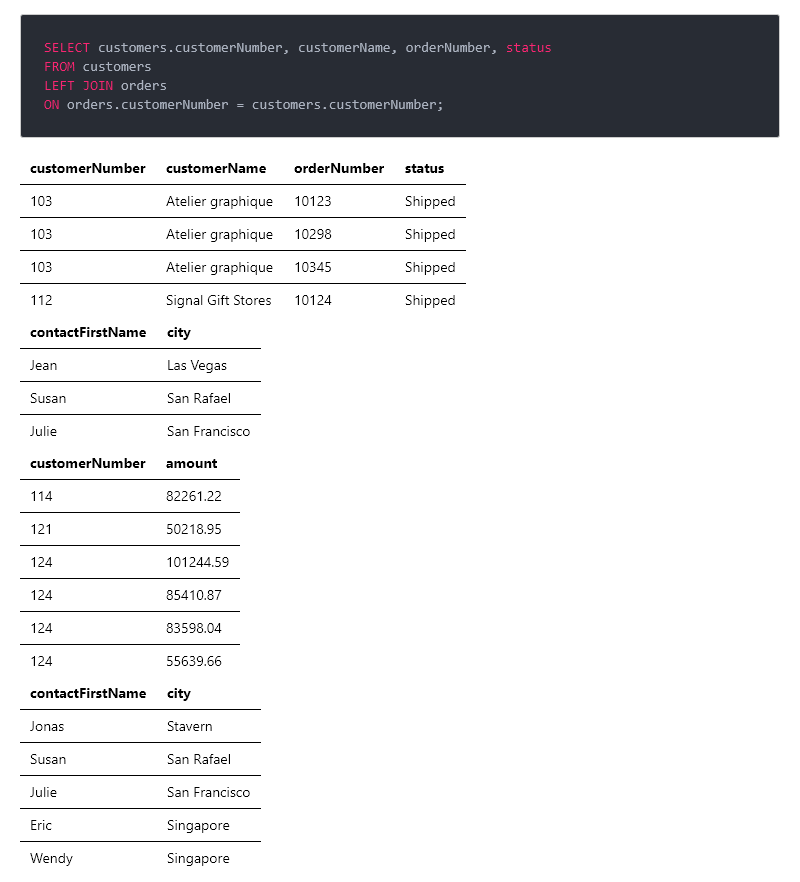 SELECT customers.customerNumber, customerName, orderNumber, status
FROM customers
LEFT JOIN orders
ON orders.customerNumber = customers.customerNumber;
customerNumber customerName orderNumber status
103 Atelier graphique 10123 Shipped
103 Atelier graphique 10298 Shipped
103 Atelier graphique 10345 Shipped
112 Signal Gift Stores 10124 Shipped
contactFirstName city
Jean Las Vegas
Susan San Rafael
Julie San Francisco
customerNumber amount
114 82261.22
121 50218.95
124 101244.59
124 85410.87
124 83598.04
124 55639.66
contactFirstName city
Jonas Stavern
Susan San Rafael
Julie San Francisco
Eric Singapore
Wendy Singapore